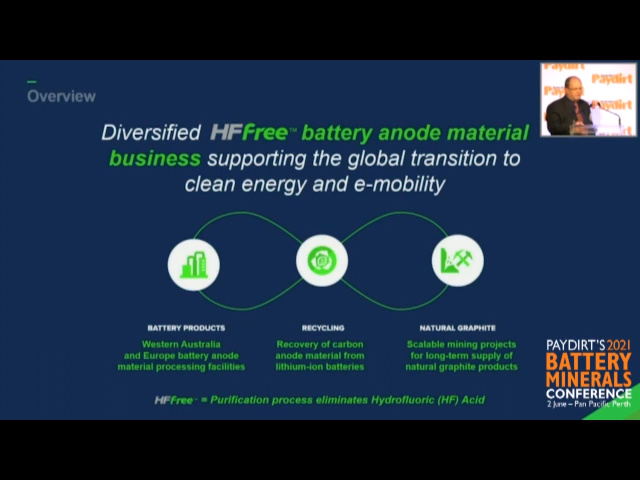 Overview
Paydirt
Paydirt
Diversified HFfree™ battery anode material
business supporting the global transition to
clean energy and e-mobility
BATTERY PRODUCTS
Western Australia
and Europe battery anode
material processing facilities
RECYCLING
Recovery of carbon
anode material from
lithium-ion batteries
NATURAL GRAPHITE
Scalable mining projects
for long-term supply of
natural graphite products
HFfree™ = Purification process eliminates Hydrofluoric (HF) Acid
PAYDIRT'S 2021
BATTERY
MINERALS
CONFERENCE
2 June – Pan Pacific Perth